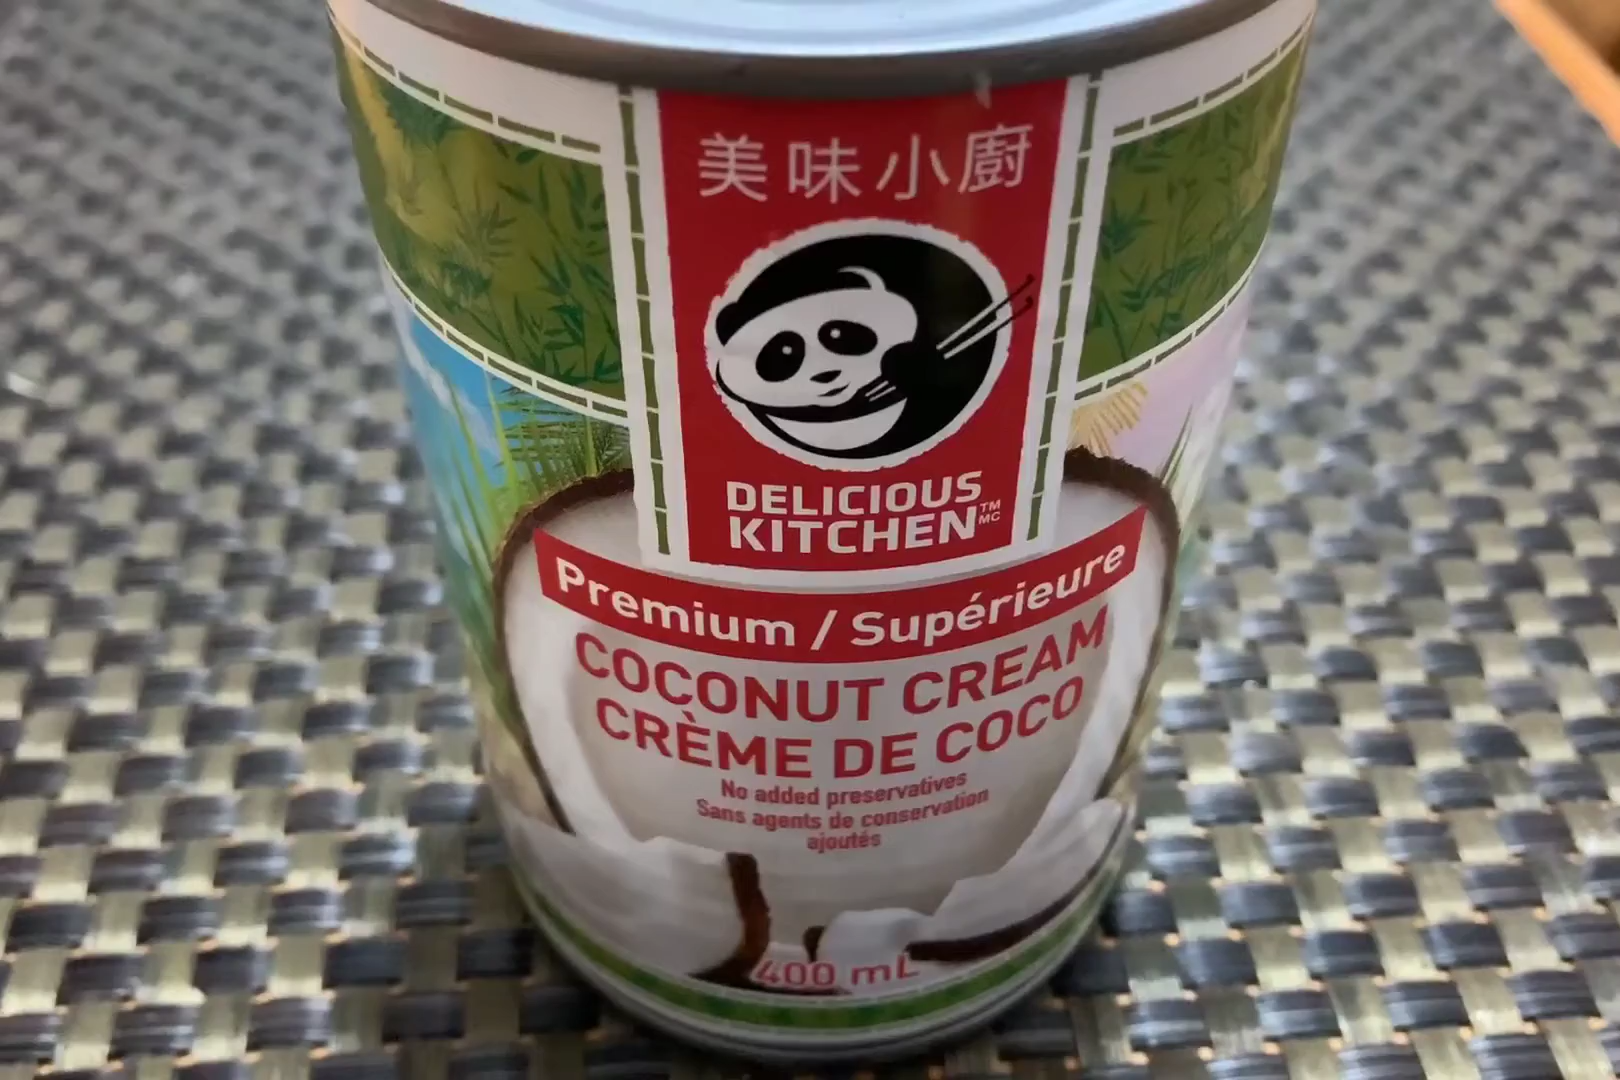 美味小廚
DELICIOUS
KITCHEN™ MC
Premium / Supérieure
COCONUT CREAM
CRÈME DE COCO
No added preservatives
Sans agents de conservation
ajoutés
400 mL